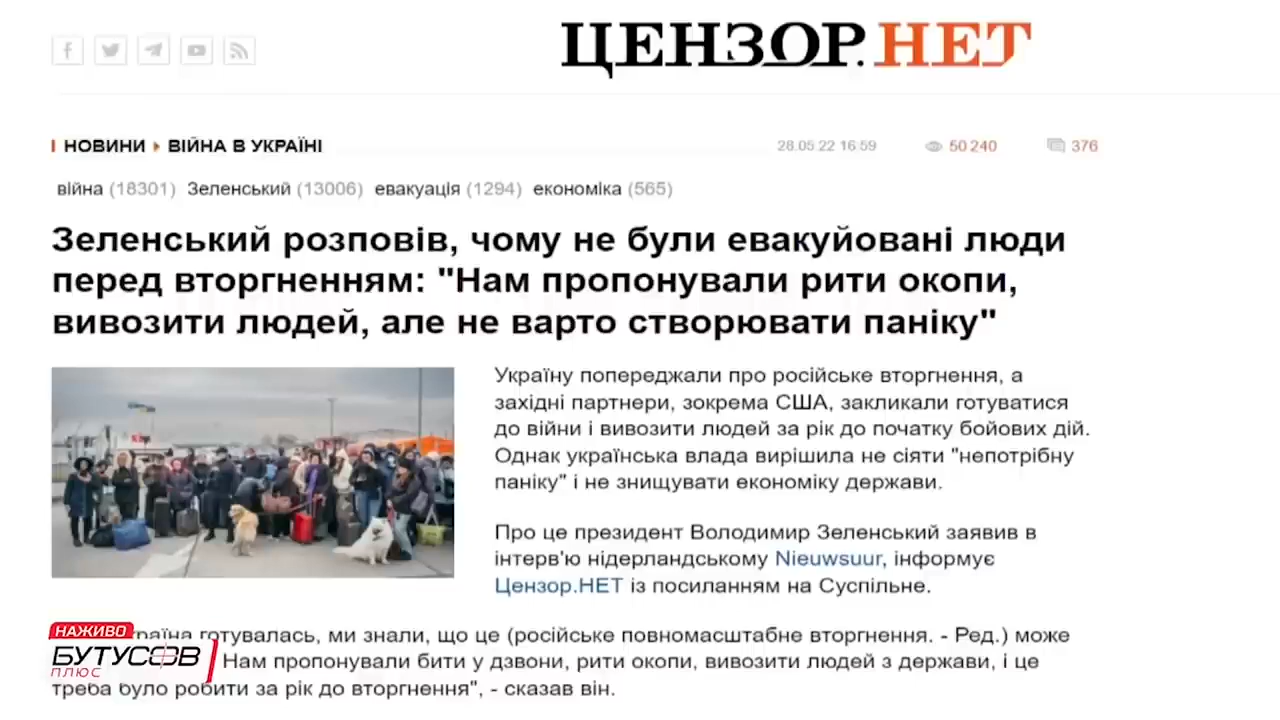 ЦЕНЗОР.НЕТ
НОВИНИ ВІЙНА В УКРАЇНІ
28.05.22 16:59 50 240 376
війна (18301) Зеленський (13006) евакуація (1294) економіка (565)
Зеленський розповів, чому не були евакуйовані люди
перед вторгненням: "Нам пропонували рити окопи,
вивозити людей, але не варто створювати паніку"
Україну попереджали про російське вторгнення, а
західні партнери, зокрема США, закликали готуватися
до війни і вивозити людей за рік до початку бойових дій.
Однак українська влада вирішила не сіяти "непотрібну
паніку" і не знищувати економіку держави.
Про це президент Володимир Зеленський заявив в
інтерв'ю нідерландському Nieuwsuur, інформує
Цензор.НЕТ із посиланням на Суспільне.
готувалась, ми знали, що це (російське повномасштабне вторгнення. - Ред.) може
Нам пропонували бити у дзвони, рити окопи, вивозити людей з держави, і це
треба було робити за рік до вторгнення", - сказав він.
НАЖИВО
БУТУСОВ
ПЛЮС